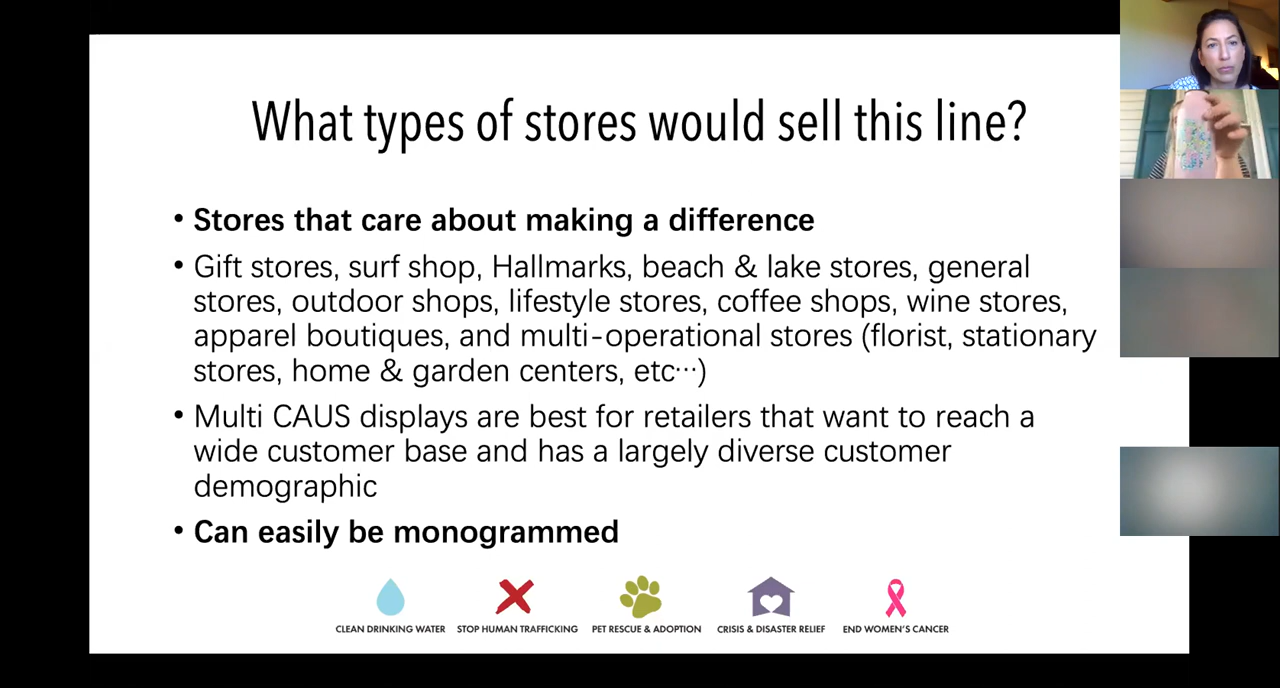 What types of stores would sell this line?
• Stores that care about making a difference
• Gift stores, surf shop, Hallmarks, beach & lake stores, general
stores, outdoor shops, lifestyle stores, coffee shops, wine stores,
apparel boutiques, and multi-operational stores (florist, stationary
stores, home & garden centers, etc…)
• Multi CAUS displays are best for retailers that want to reach a
wide customer base and has a largely diverse customer
demographic
• Can easily be monogrammed
CLEAN DRINKING WATER STOP HUMAN TRAFFICKING PET RESCUE & ADOPTION CRISIS & DISASTER RELIEF END WOMEN'S CANCER